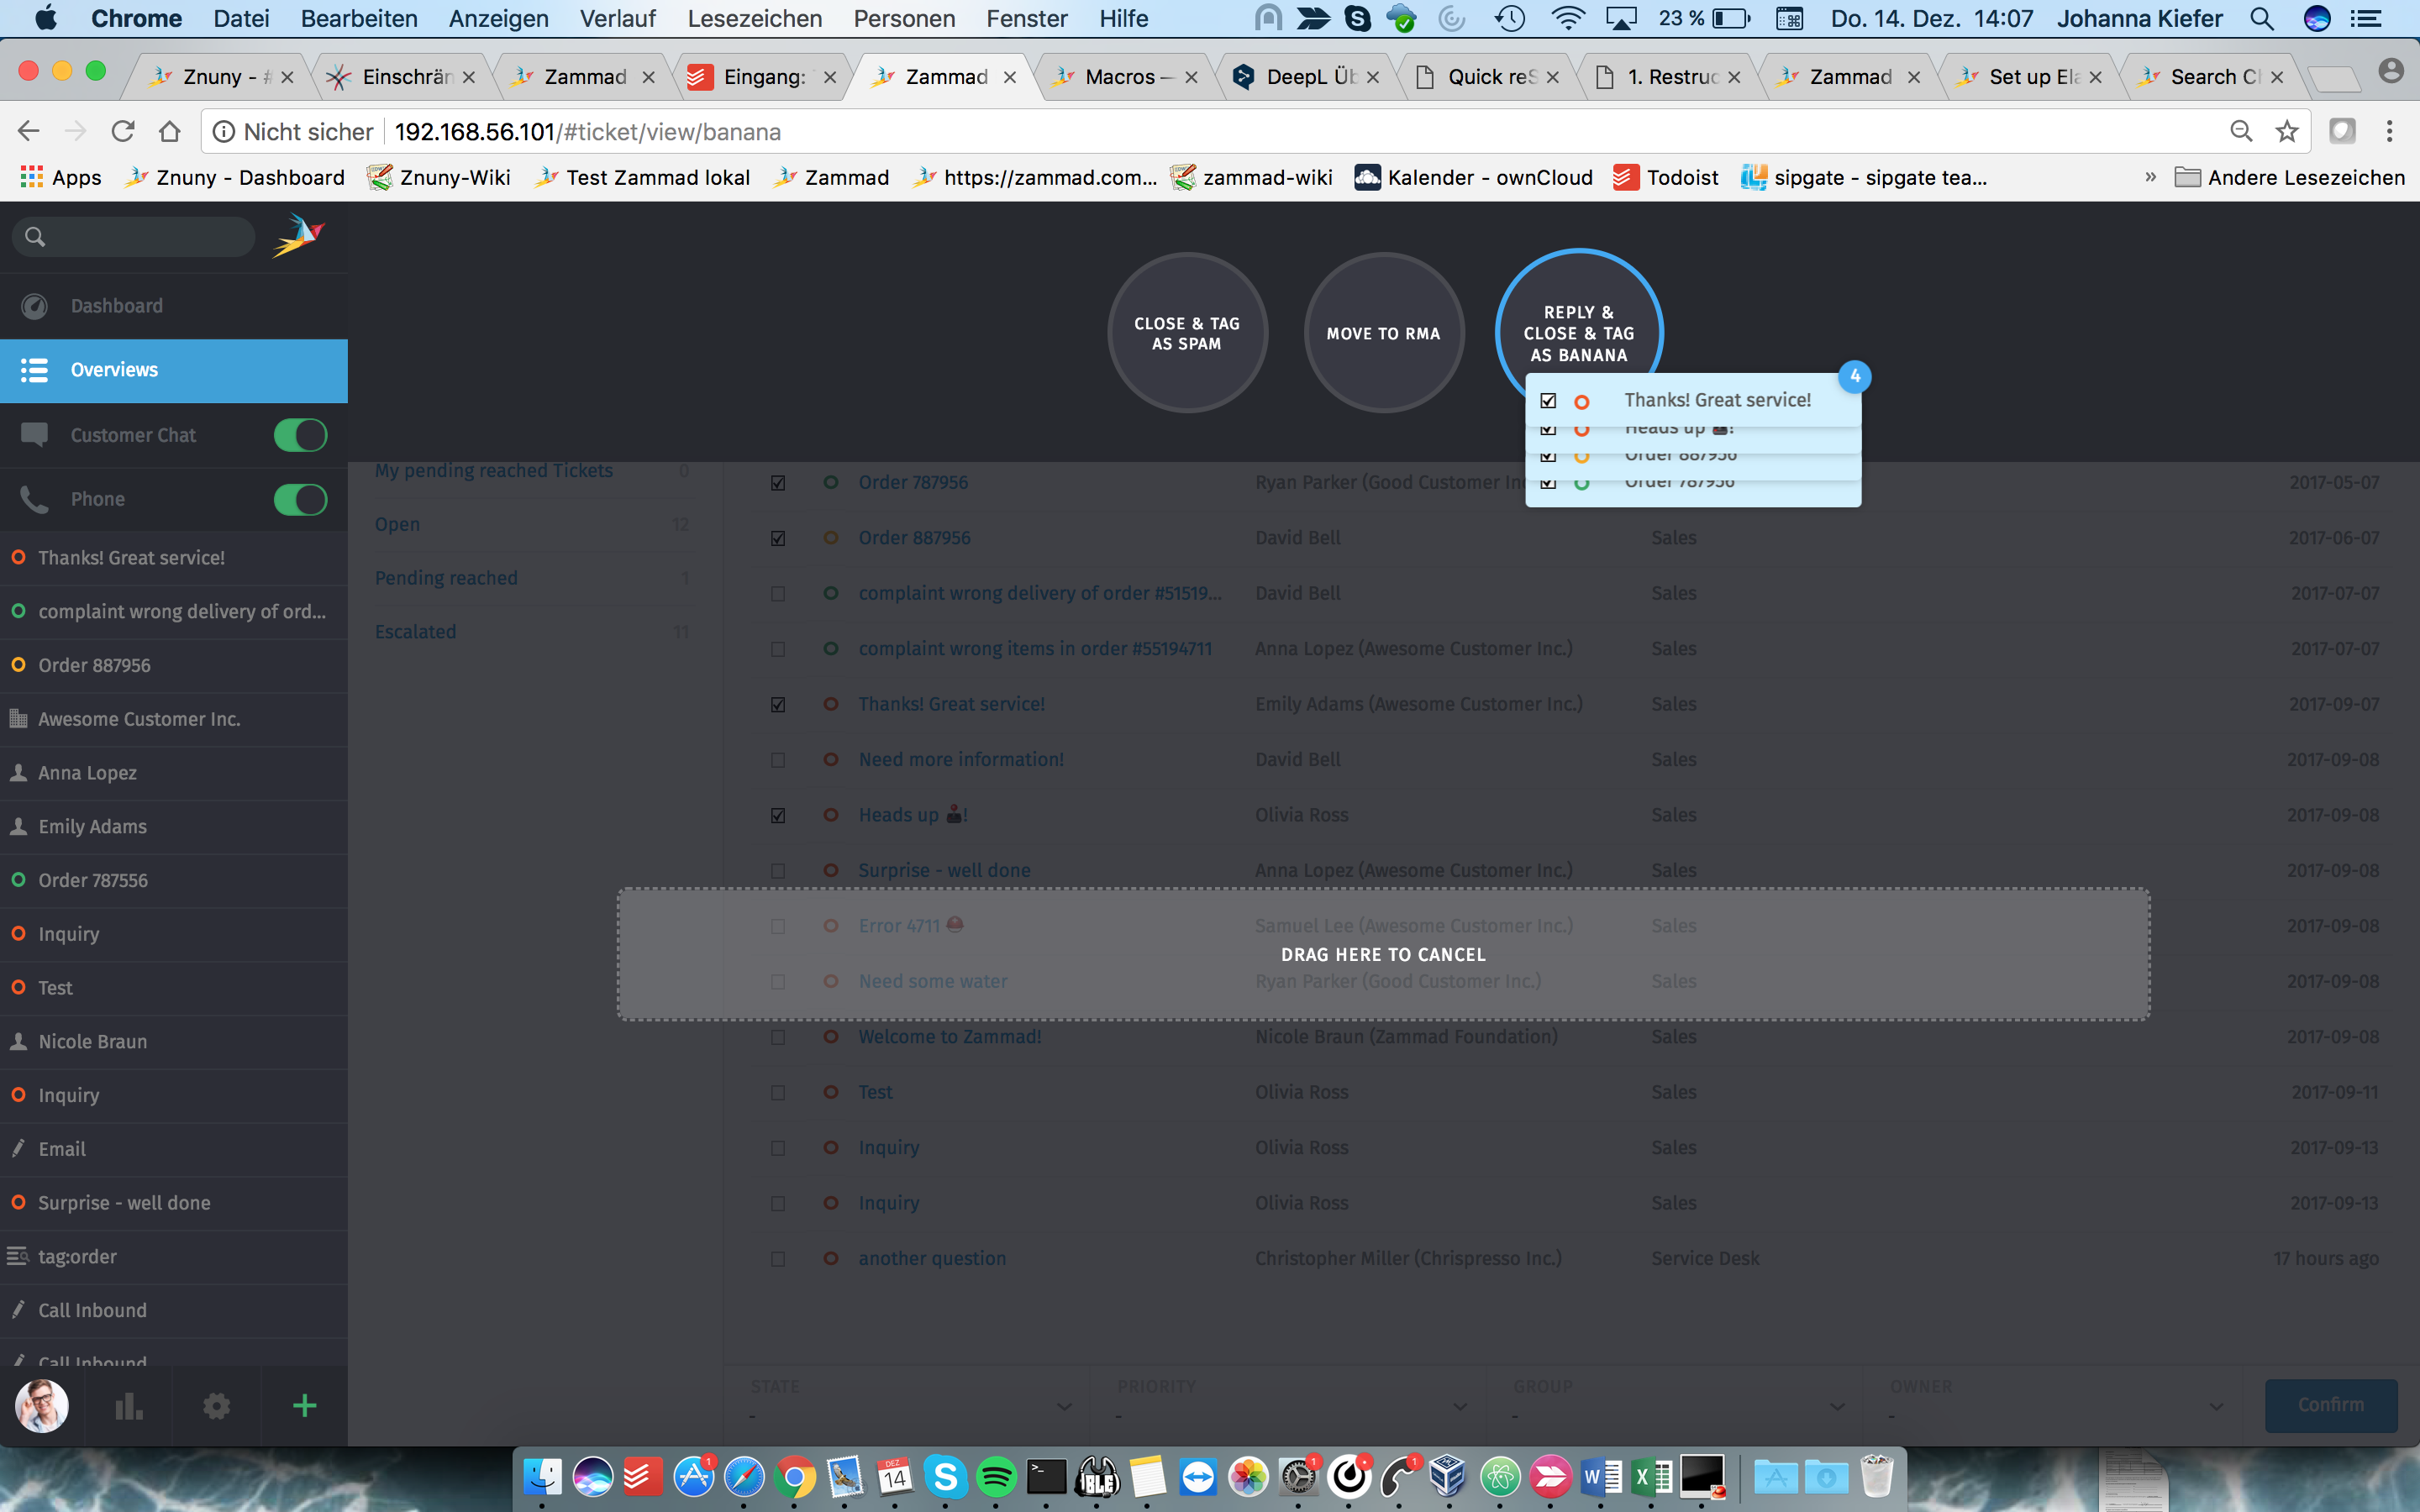 Chrome Datei Bearbeiten Anzeigen Verlauf Lesezeichen Personen Fenster Hilfe 23 % Do. 14. Dez. 14:07 Johanna Kiefer
Znuny - # Einschrän Zammad Eingang: Zammad Macros — DeepL Üb Quick reS 1. Restruc Zammad Set up Ela Search Cl
Nicht sicher 192.168.56.101/#ticket/view/banana
Apps Znuny - Dashboard Znuny-Wiki Test Zammad lokal Zammad https://zammad.com... zammad-wiki Kalender - ownCloud Todoist sipgate - sipgate tea... » Andere Lesezeichen
Dashboard
Overviews
Customer Chat
Phone
Thanks! Great service!
complaint wrong delivery of ord...
Order 887956
Awesome Customer Inc.
Anna Lopez
Emily Adams
Order 787556
Inquiry
Test
Nicole Braun
Inquiry
Email
Surprise - well done
tag:order
Call Inbound
Call Inbound
CLOSE & TAG
AS SPAM
MOVE TO RMA
REPLY &
CLOSE & TAG
AS BANANA
4
Thanks! Great service!
Heads up !
Order 887956
Order 787956
My pending reached Tickets 0
Open 12
Pending reached 1
Escalated 11
Order 787956 Ryan Parker (Good Customer In 2017-05-07
Order 887956 David Bell Sales 2017-06-07
complaint wrong delivery of order #51519... David Bell Sales 2017-07-07
complaint wrong items in order #55194711 Anna Lopez (Awesome Customer Inc.) Sales 2017-07-07
Thanks! Great service! Emily Adams (Awesome Customer Inc.) Sales 2017-09-07
Need more information! David Bell Sales 2017-09-08
Heads up ! Olivia Ross Sales 2017-09-08
Surprise - well done Anna Lopez (Awesome Customer Inc.) Sales 2017-09-08
Error 4711 Samuel Lee (Awesome Customer Inc.) Sales 2017-09-08
DRAG HERE TO CANCEL
Need some water Ryan Parker (Good Customer Inc.) Sales 2017-09-08
Welcome to Zammad! Nicole Braun (Zammad Foundation) Sales 2017-09-08
Test Olivia Ross Sales 2017-09-11
Inquiry Olivia Ross Sales 2017-09-13
Inquiry Olivia Ross Sales 2017-09-13
another question Christopher Miller (Chrispresso Inc.) Service Desk 17 hours ago
STATE PRIORITY GROUP OWNER
- - - -
Confirm
1 DEZ 14 1 1